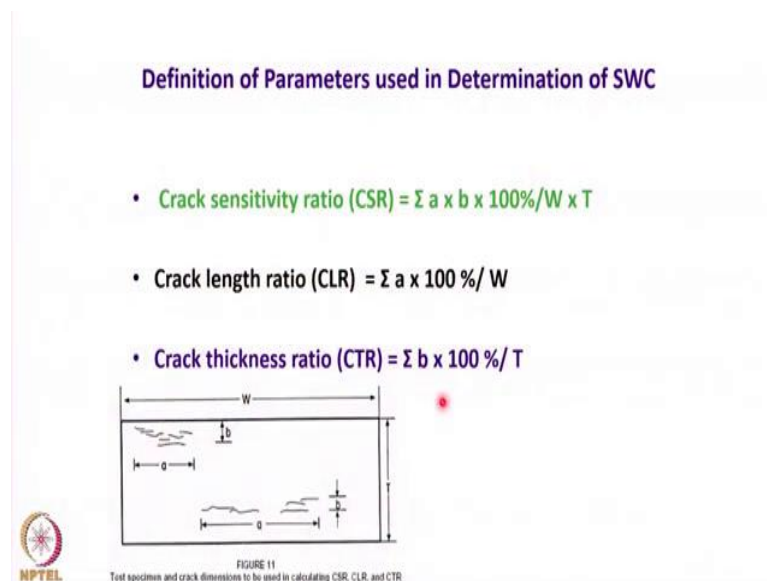 Definition of Parameters used in Determination of SWC
• Crack sensitivity ratio (CSR) = Σ a x b x 100%/W x T
• Crack length ratio (CLR) = Σ a x 100 %/ W
• Crack thickness ratio (CTR) = Σ b x 100 %/ T
W
b
a
T
b
a
FIGURE 11
Test specimen and crack dimensions to be used in calculating CSR, CLR, and CTR
NPTEL